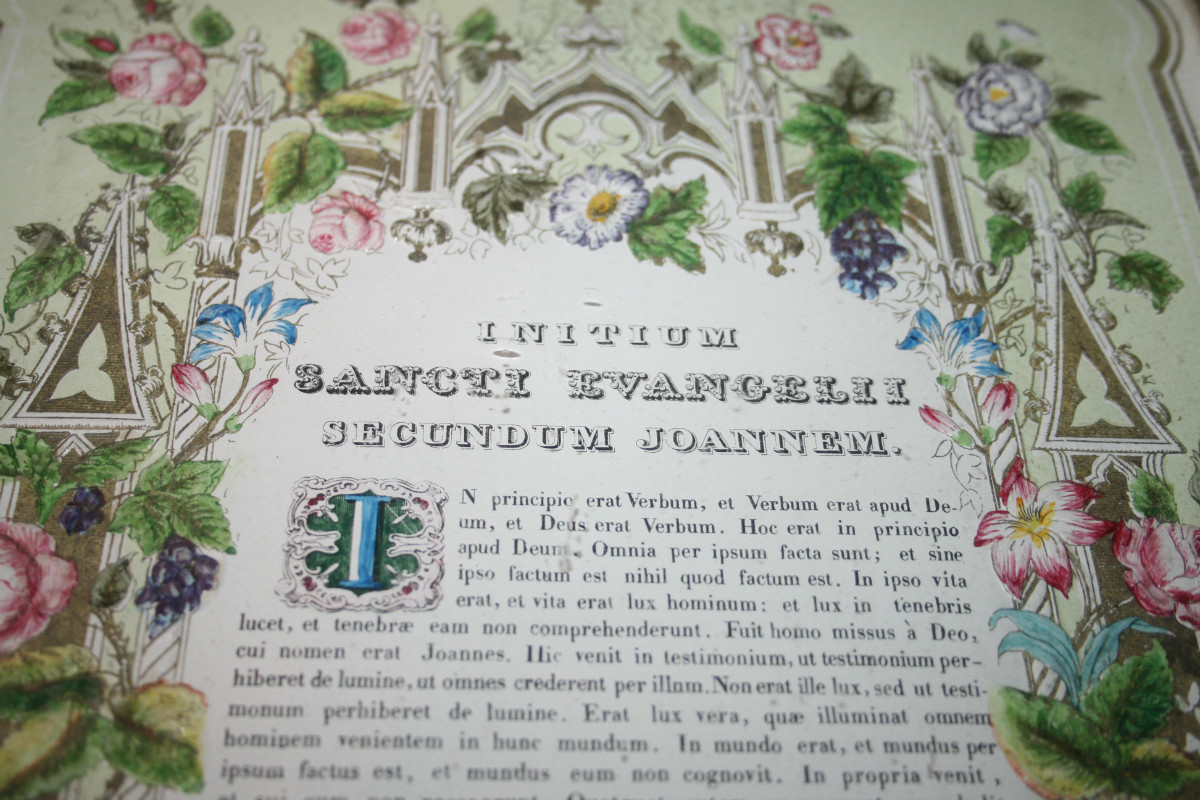 INITIUM
SANCTI EVANGELII
SECUNDUM JOANNEM.
IN principio erat Verbum, et Verbum erat apud De-
um, et Deus erat Verbum. Hoc erat in principio
apud Deum. Omnia per ipsum facta sunt; et sine
ipso factum est nihil quod factum est. In ipso vita
erat, et vita erat lux hominum: et lux in tenebris
lucet, et tenebræ eam non comprehenderunt. Fuit homo missus à Deo,
cui nomen erat Joannes. Hic venit in testimonium, ut testimonium per-
hiberet de lumine, ut omnes crederent per illum. Non erat ille lux, sed ut testi-
monum perhiberet de lumine. Erat lux vera, quæ illuminat omnem
hominem venientem in hunc mundum. In mundo erat, et mundus per
ipsum factus est, et mundus eum non cognovit. In propria venit,